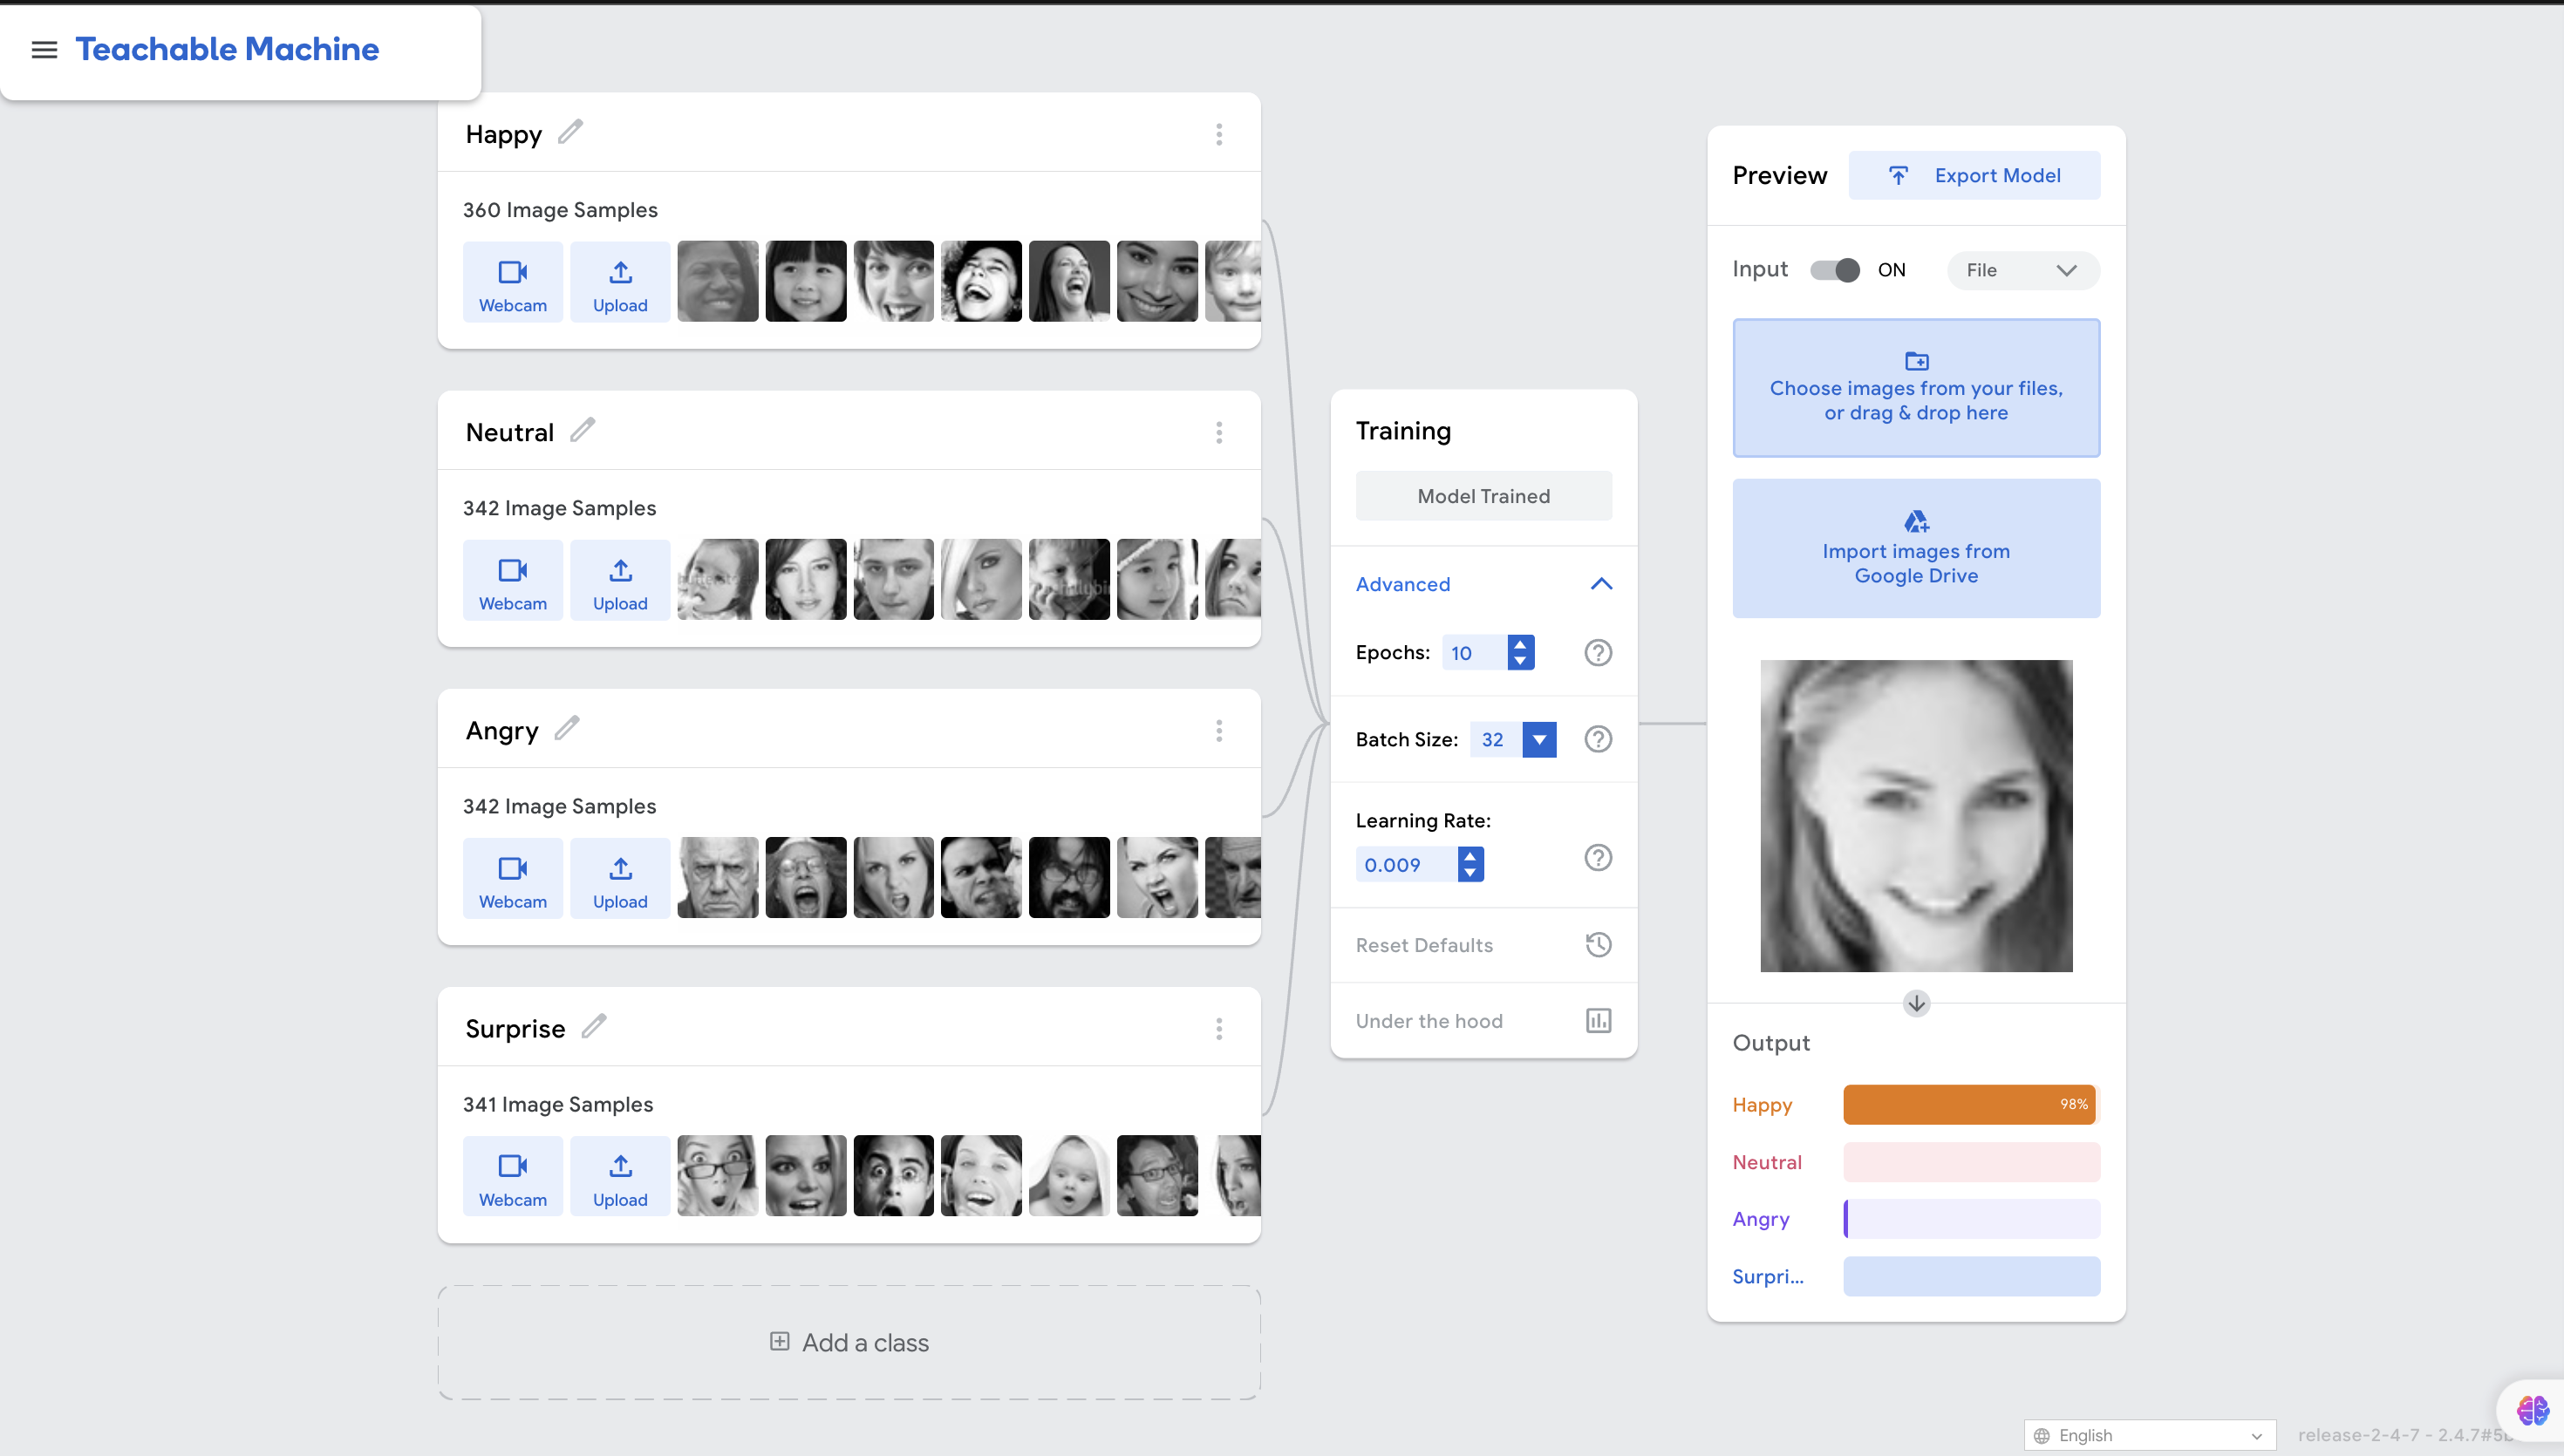 Teachable Machine
Happy
360 Image Samples
Webcam
Upload
Neutral
342 Image Samples
Webcam
Upload
Angry
342 Image Samples
Webcam
Upload
Surprise
341 Image Samples
Webcam
Upload
Add a class
Training
Model Trained
Advanced
Epochs: 10
Batch Size: 32
Learning Rate:
0.009
Reset Defaults
Under the hood
Preview
Export Model
Input ON File
Choose images from your files,
or drag & drop here
Import images from
Google Drive
Output
Happy 98%
Neutral
Angry
Surpri...
English
release-2-4-7 - 2.4.7#5